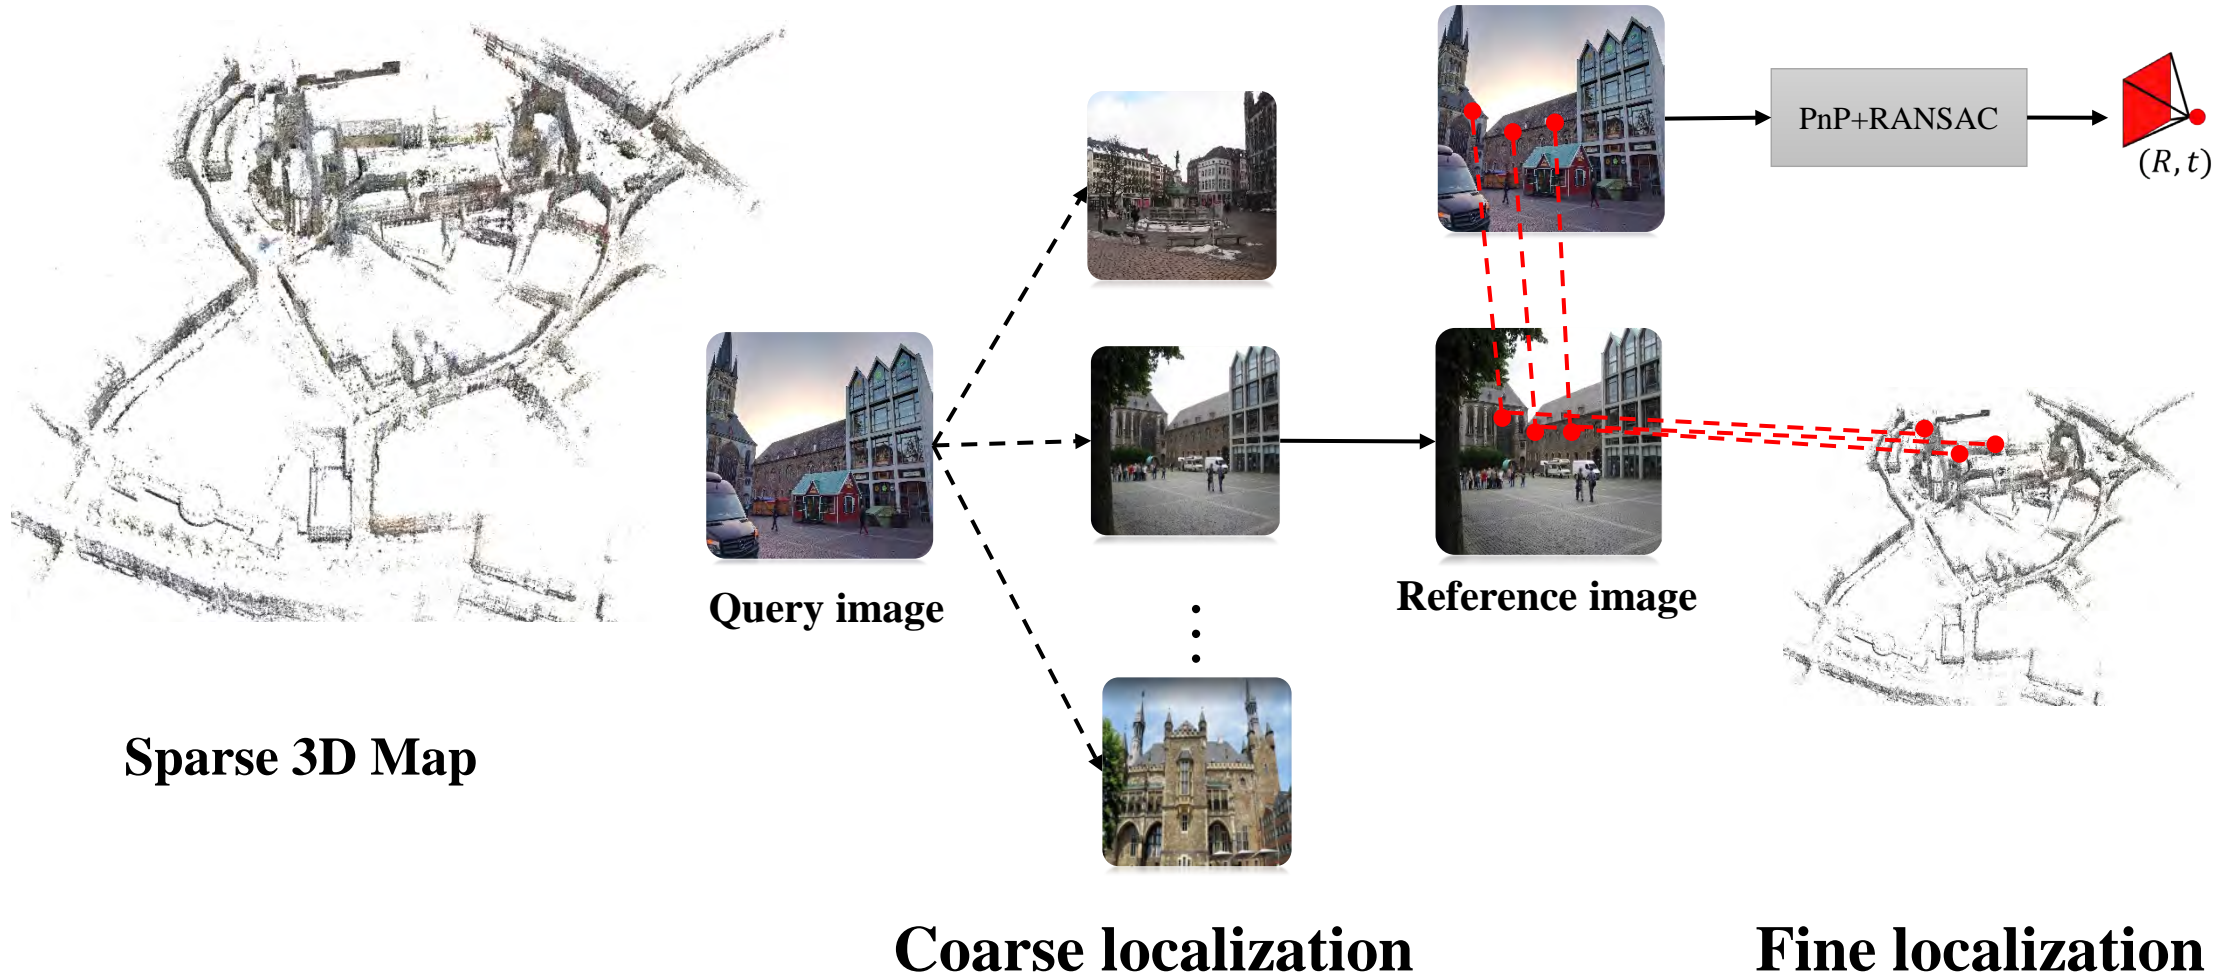 PnP+RANSAC
(R, t)
Query image
Reference image
Sparse 3D Map
Coarse localization
Fine localization